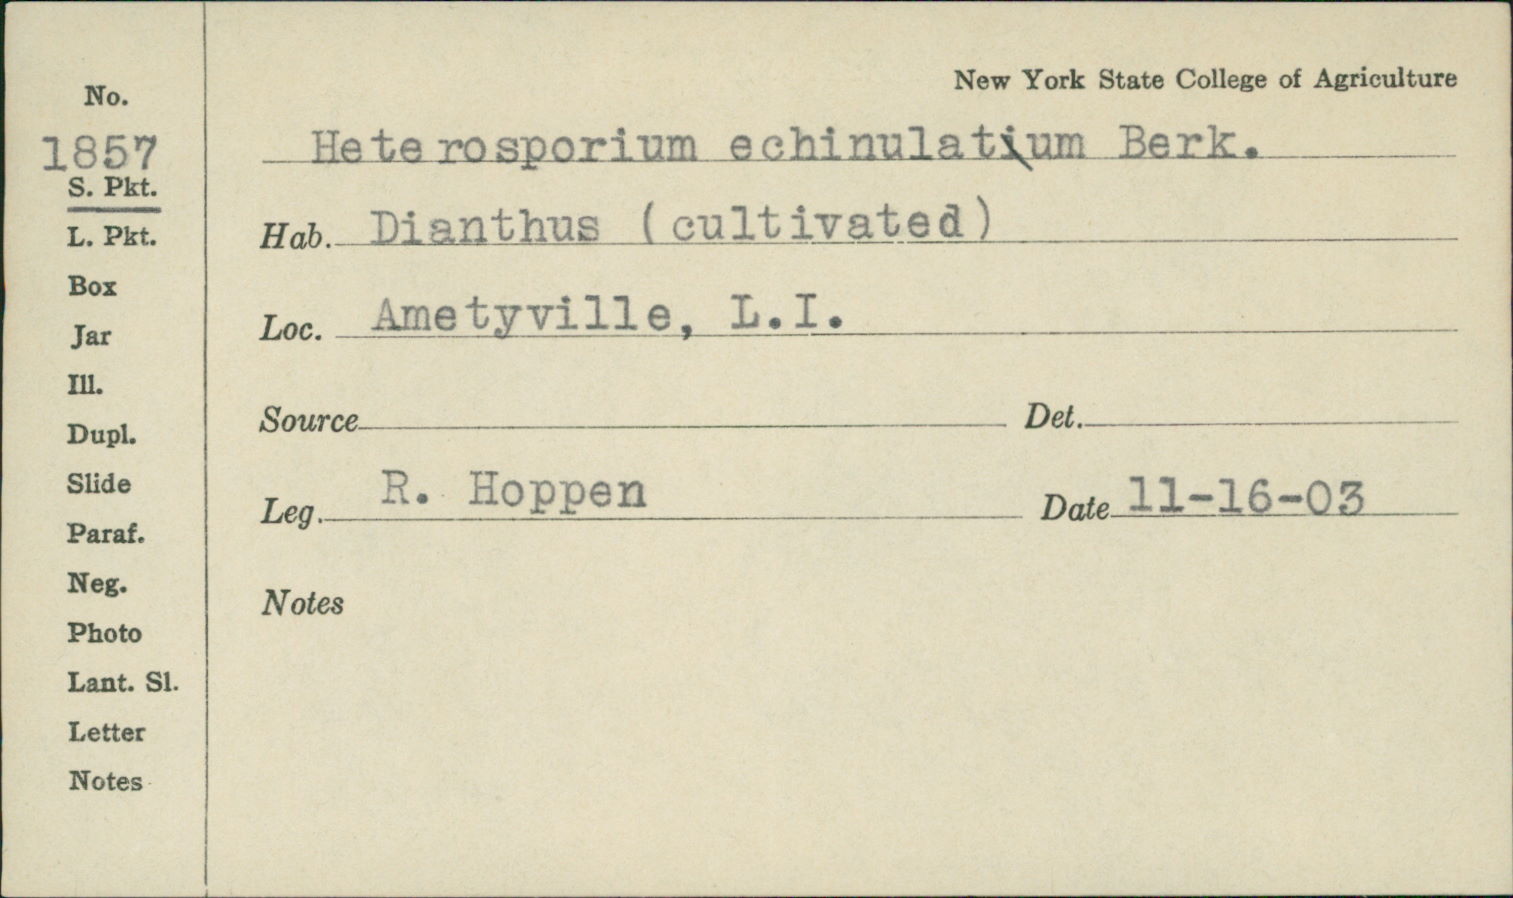 New York State College of Agriculture
No.
1857
S. Pkt.
L. Pkt.
Box
Jar
Ill.
Dupl.
Slide
Paraf.
Neg.
Photo
Lant. Sl.
Letter
Notes
Heterosporium echinulatum Berk.
Hab. Dianthus (cultivated)
Loc. Ametyville, L.I.
Source Det.
Leg. R. Hoppen Date 11-16-03
Notes